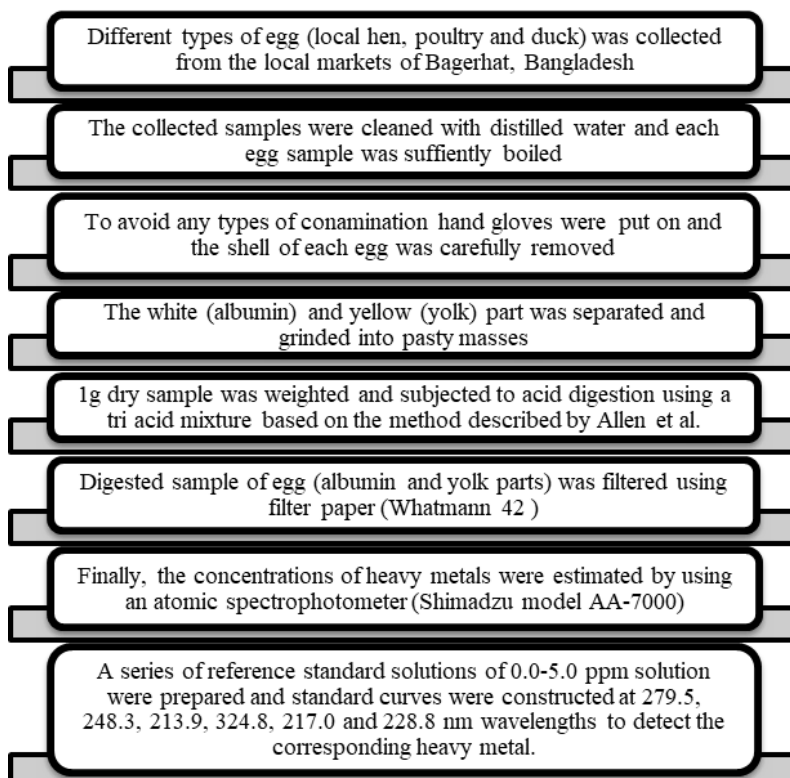 Different types of egg (local hen, poultry and duck) was collected
from the local markets of Bagerhat, Bangladesh
The collected samples were cleaned with distilled water and each
egg sample was suffiently boiled
To avoid any types of conamination hand gloves were put on and
the shell of each egg was carefully removed
The white (albumin) and yellow (yolk) part was separated and
grinded into pasty masses
1g dry sample was weighted and subjected to acid digestion using a
tri acid mixture based on the method described by Allen et al.
Digested sample of egg (albumin and yolk parts) was filtered using
filter paper (Whatmann 42 )
Finally, the concentrations of heavy metals were estimated by using
an atomic spectrophotometer (Shimadzu model AA-7000)
A series of reference standard solutions of 0.0-5.0 ppm solution
were prepared and standard curves were constructed at 279.5,
248.3, 213.9, 324.8, 217.0 and 228.8 nm wavelengths to detect the
corresponding heavy metal.